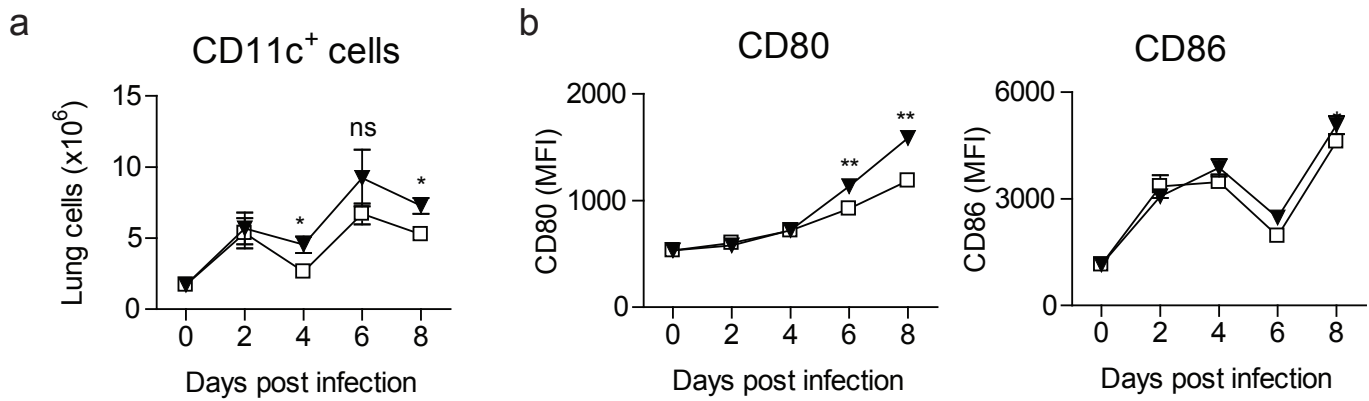 a
CD11c⁺ cells
Lung cells (x10⁶)
15
10
5
0
ns
*
*
0 2 4 6 8
Days post infection
b
CD80
CD80 (MFI)
2000
1000
0
**
**
0 2 4 6 8
Days post infection
CD86
CD86 (MFI)
6000
3000
0
*
0 2 4 6 8
Days post infection